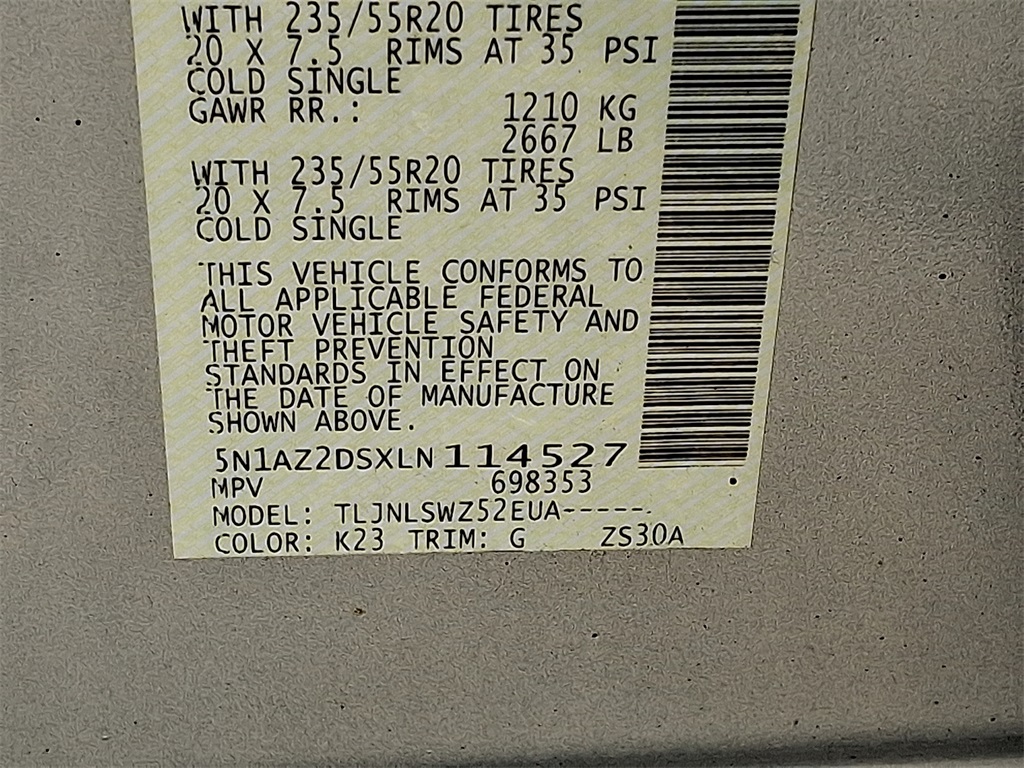 WITH 235/55R20 TIRES
20 X 7.5 RIMS AT 35 PSI
COLD SINGLE
GAWR RR.: 1210 KG
2667 LB
WITH 235/55R20 TIRES
20 X 7.5 RIMS AT 35 PSI
COLD SINGLE
THIS VEHICLE CONFORMS TO
ALL APPLICABLE FEDERAL
MOTOR VEHICLE SAFETY AND
THEFT PREVENTION
STANDARDS IN EFFECT ON
THE DATE OF MANUFACTURE
SHOWN ABOVE.
5N1AZ2DSXLN114527
MPV 698353
MODEL: TLJNLSWZ52EUA-----
COLOR: K23 TRIM: G ZS30A